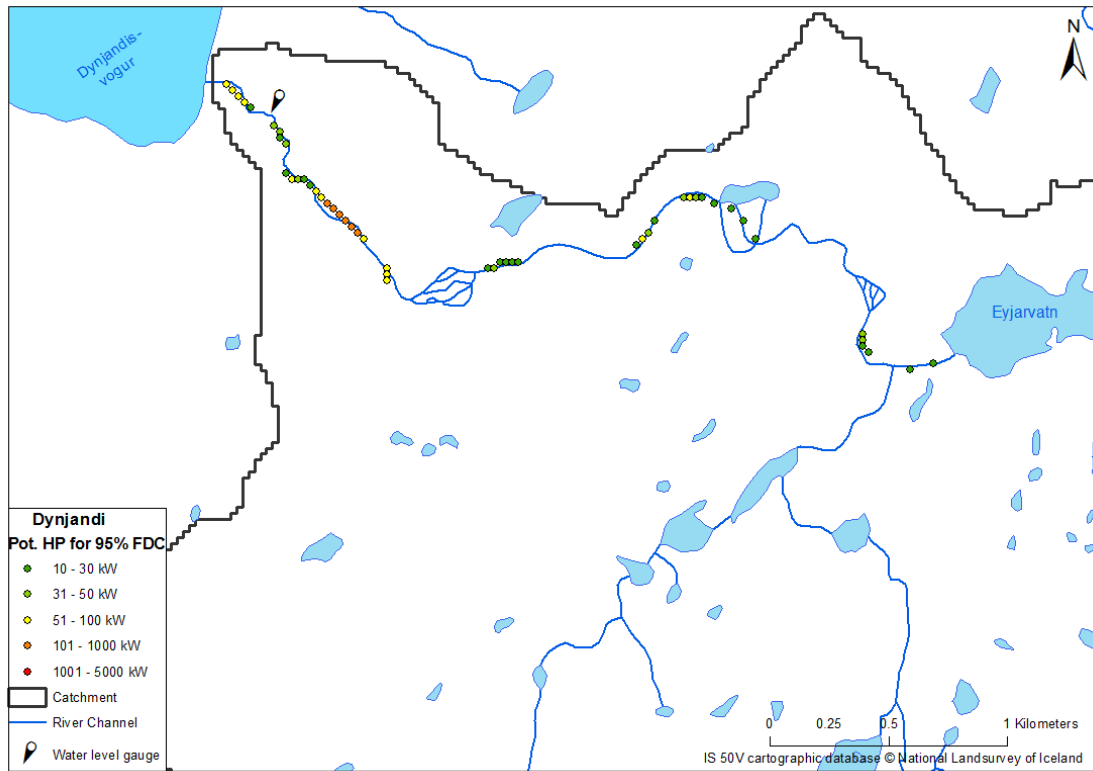 Dynjandis-
vogur
N
Eyjarvatn
Dynjandi
Pot. HP for 95% FDC
10 - 30 kW
31 - 50 kW
51 - 100 kW
101 - 1000 kW
1001 - 5000 kW
Catchment
River Channel
Water level gauge
0 0.25 0.5 1 Kilometers
IS 50V cartographic database © National Landsurvey of Iceland